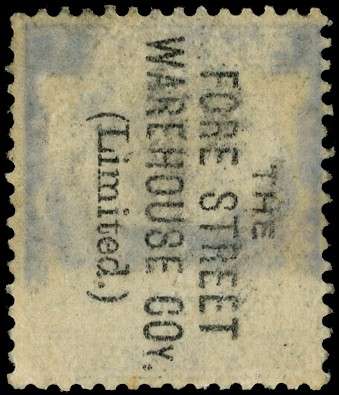 THE
FORE STREET
WAREHOUSE COY.
(Limited.)